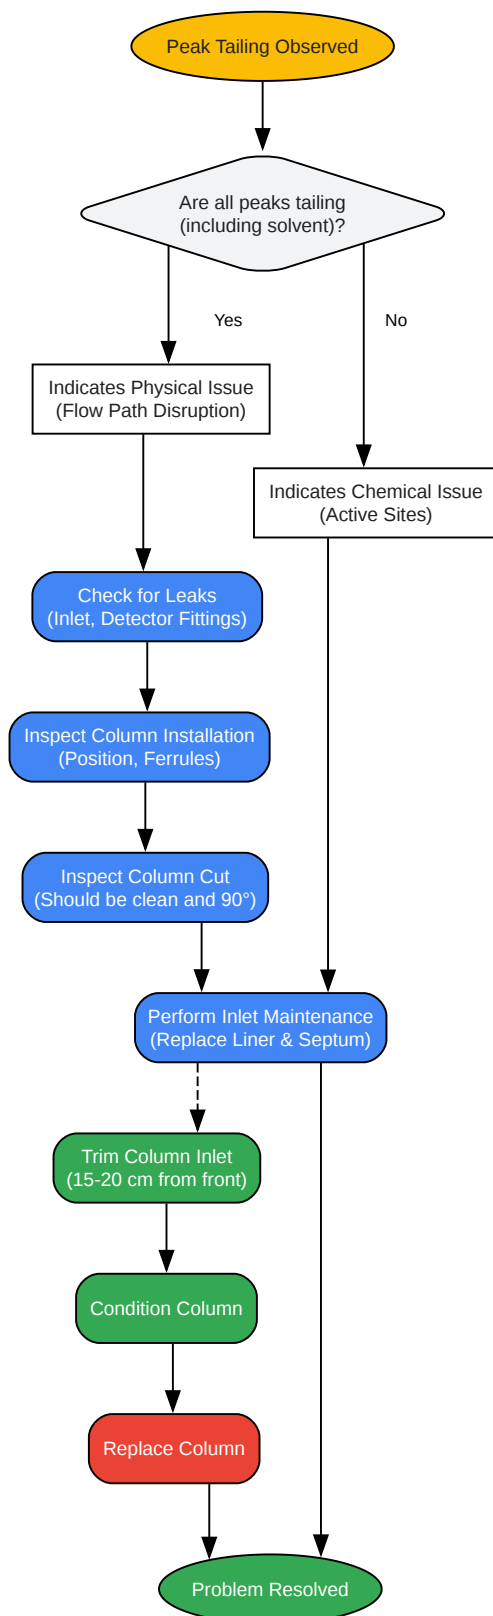 Peak Tailing Observed
Are all peaks tailing
(including solvent)?
Yes
No
Indicates Physical Issue
(Flow Path Disruption)
Indicates Chemical Issue
(Active Sites)
Check for Leaks
(Inlet, Detector Fittings)
Inspect Column Installation
(Position, Ferrules)
Inspect Column Cut
(Should be clean and 90°)
Perform Inlet Maintenance
(Replace Liner & Septum)
Trim Column Inlet
(15-20 cm from front)
Condition Column
Replace Column
Problem Resolved